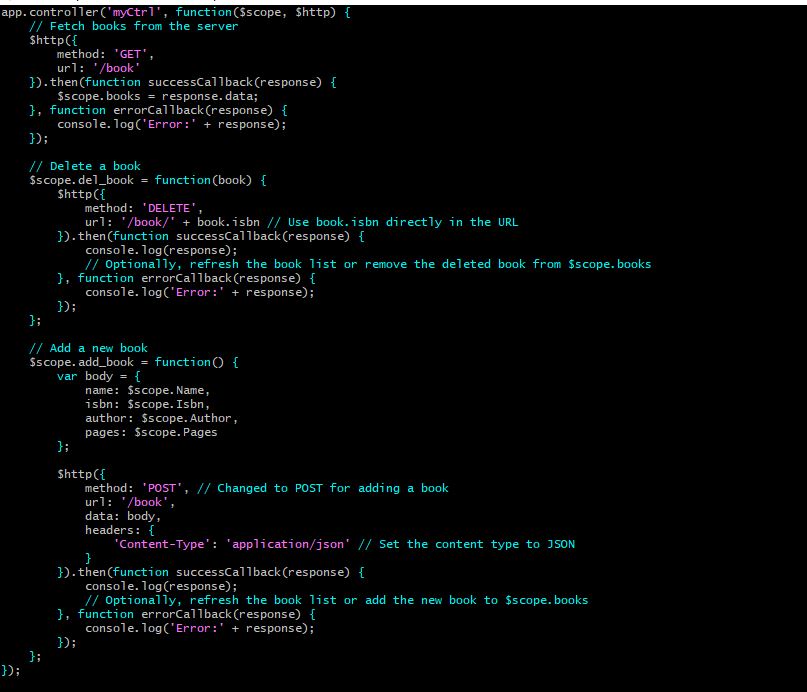 app.controller('myCtrl', function($scope, $http) {
    // Fetch books from the server
    $http({
        method: 'GET',
        url: '/book'
    }).then(function successCallback(response) {
        $scope.books = response.data;
    }, function errorCallback(response) {
        console.log('Error:' + response);
    });

    // Delete a book
    $scope.del_book = function(book) {
        $http({
            method: 'DELETE',
            url: '/book/' + book.isbn // Use book.isbn directly in the URL
        }).then(function successCallback(response) {
            console.log(response);
            // Optionally, refresh the book list or remove the deleted book from $scope.books
        }, function errorCallback(response) {
            console.log('Error:' + response);
        });
    };

    // Add a new book
    $scope.add_book = function() {
        var body = {
            name: $scope.Name,
            isbn: $scope.Isbn,
            author: $scope.Author,
            pages: $scope.Pages
        };

        $http({
            method: 'POST', // Changed to POST for adding a book
            url: '/book',
            data: body,
            headers: {
                'Content-Type': 'application/json' // Set the content type to JSON
            }
        }).then(function successCallback(response) {
            console.log(response);
            // Optionally, refresh the book list or add the new book to $scope.books
        }, function errorCallback(response) {
            console.log('Error:' + response);
        });
    };
});